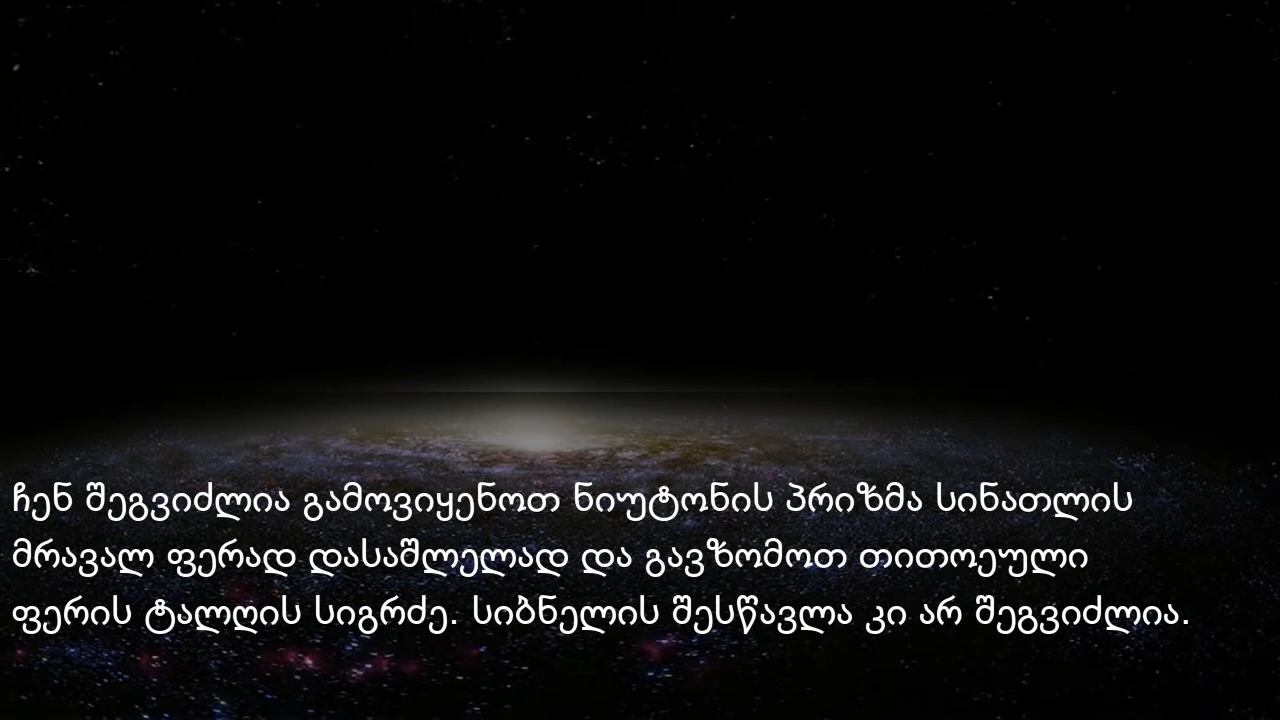 ჩენ შეგვიძლია გამოვიყენოთ ნიუტონის პრიზმა სინათლის
მრავალ ფერად დასაშლელად და გავზომოთ თითოეული
ფერის ტალღის სიგრძე. სიბნელის შესწავლა კი არ შეგვიძლია.